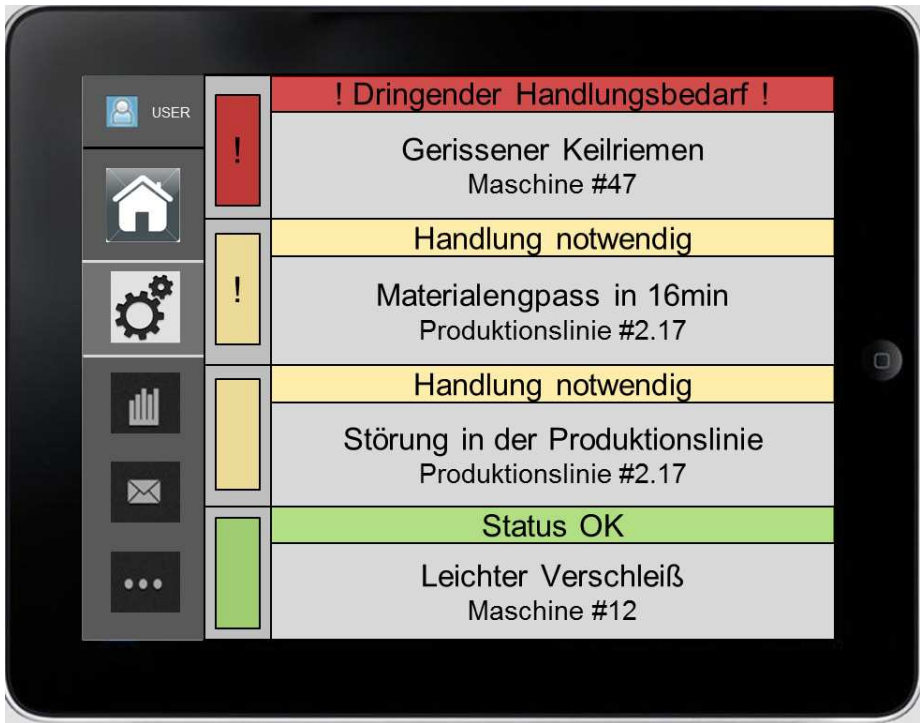 USER
! Dringender Handlungsbedarf !
!
Gerissener Keilriemen
Maschine #47
Handlung notwendig
!
Materialengpass in 16min
Produktionslinie #2.17
Handlung notwendig
Störung in der Produktionslinie
Produktionslinie #2.17
Status OK
Leichter Verschleiß
Maschine #12